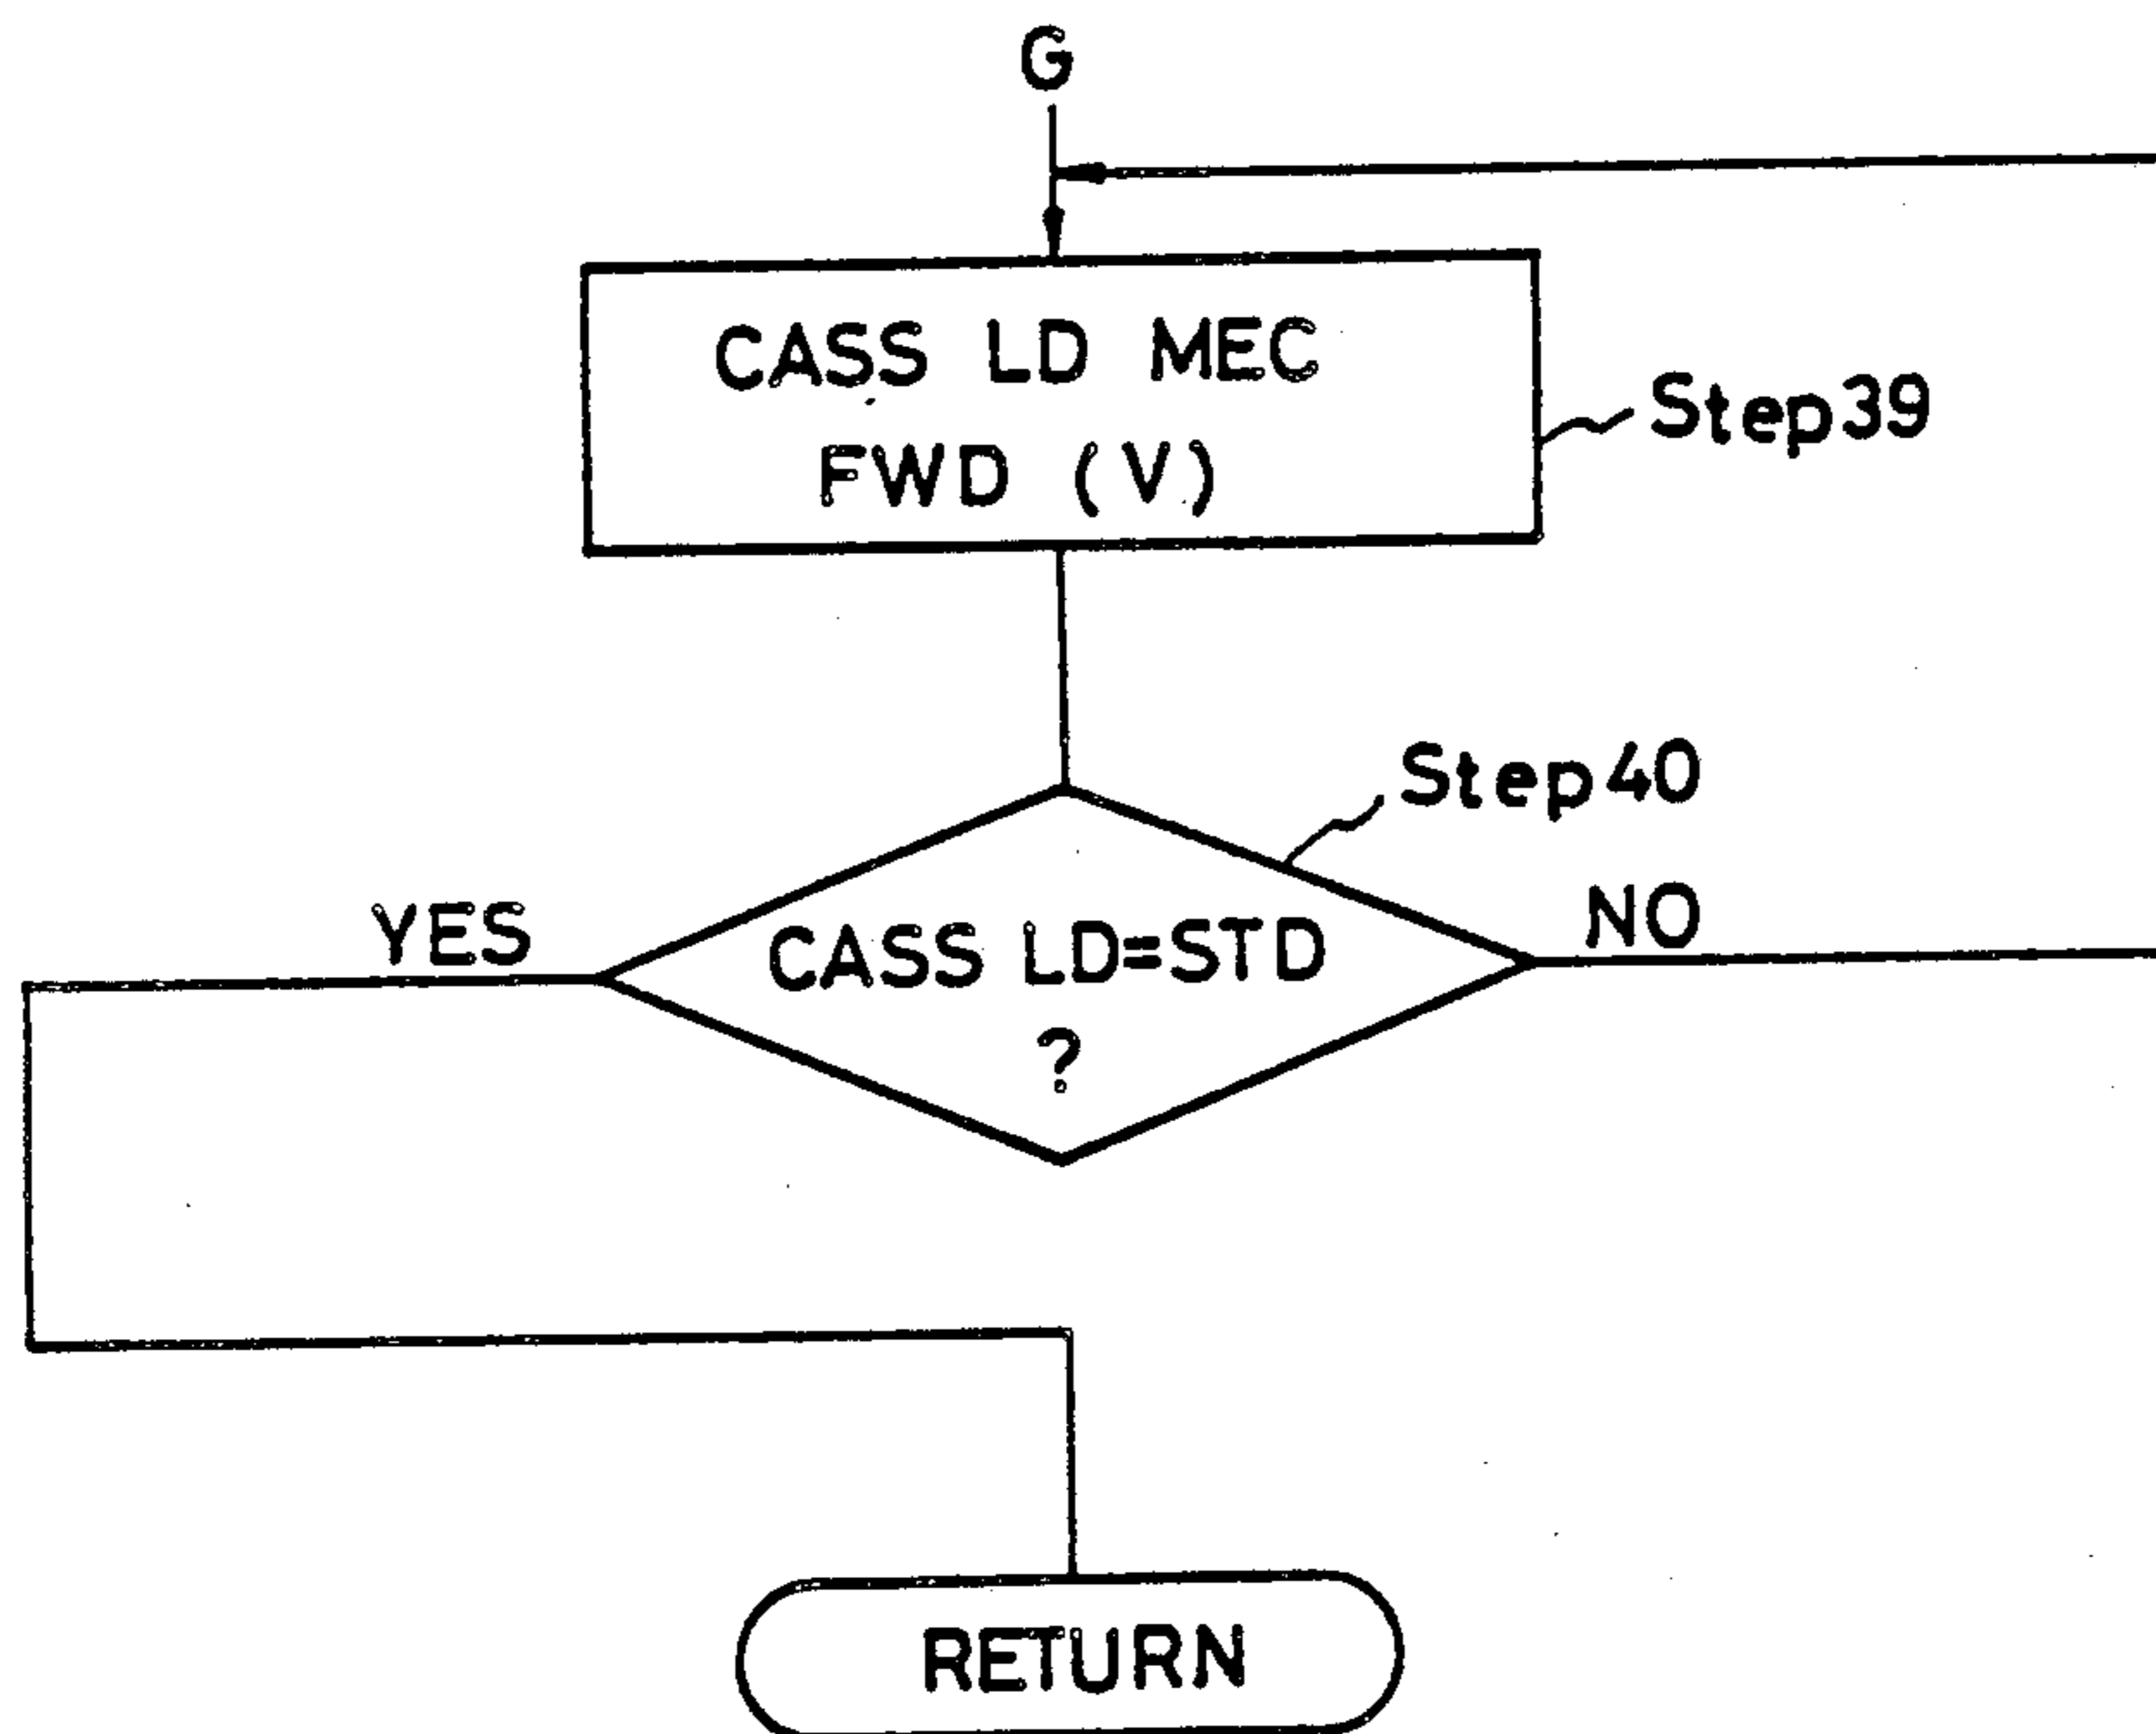 G
CASS LD MEC
FWD (V)
Step39
Step40
YES
NO
CASS LD=STD
?
RETURN